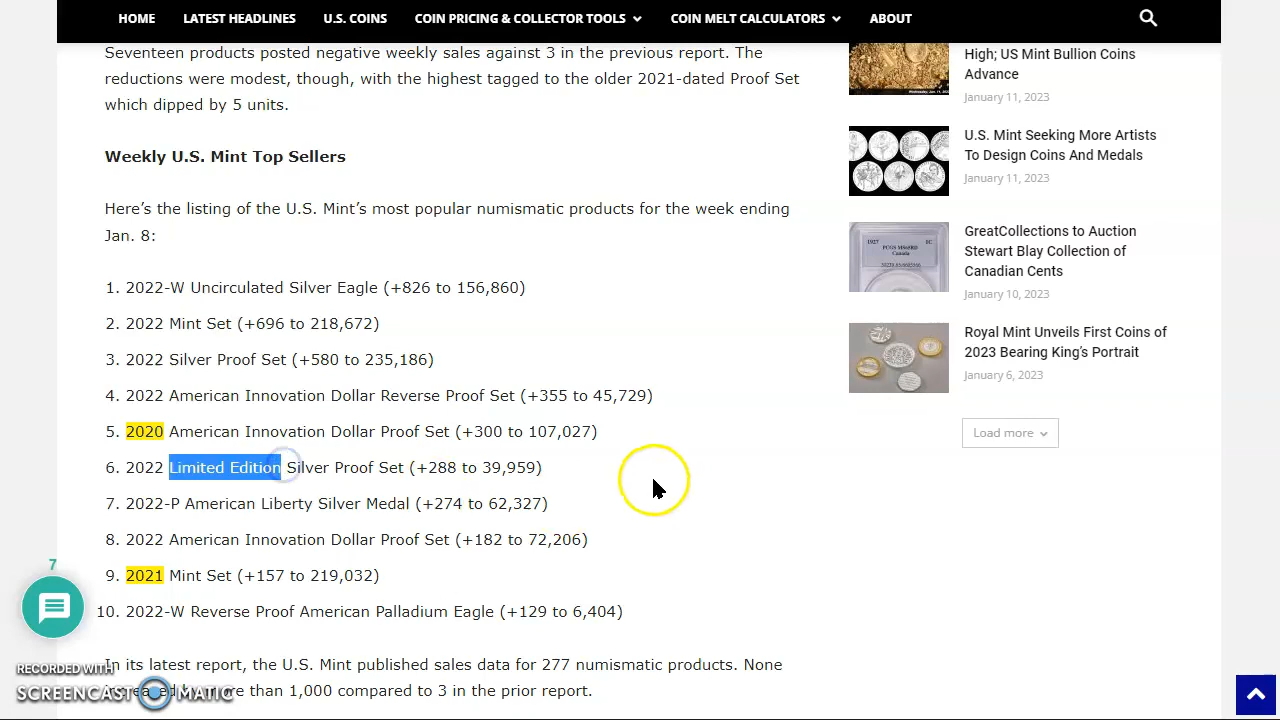 HOME LATEST HEADLINES U.S. COINS COIN PRICING & COLLECTOR TOOLS COIN MELT CALCULATORS ABOUT
Seventeen products posted negative weekly sales against 3 in the previous report. The
reductions were modest, though, with the highest tagged to the older 2021-dated Proof Set
which dipped by 5 units.
Weekly U.S. Mint Top Sellers
Here's the listing of the U.S. Mint's most popular numismatic products for the week ending
Jan. 8:
1. 2022-W Uncirculated Silver Eagle (+826 to 156,860)
2. 2022 Mint Set (+696 to 218,672)
3. 2022 Silver Proof Set (+580 to 235,186)
4. 2022 American Innovation Dollar Reverse Proof Set (+355 to 45,729)
5. 2020 American Innovation Dollar Proof Set (+300 to 107,027)
6. 2022 Limited Edition Silver Proof Set (+288 to 39,959)
7. 2022-P American Liberty Silver Medal (+274 to 62,327)
8. 2022 American Innovation Dollar Proof Set (+182 to 72,206)
9. 2021 Mint Set (+157 to 219,032)
10. 2022-W Reverse Proof American Palladium Eagle (+129 to 6,404)
In its latest report, the U.S. Mint published sales data for 277 numismatic products. None
more than 1,000 compared to 3 in the prior report.
High; US Mint Bullion Coins
Advance
January 11, 2023
U.S. Mint Seeking More Artists
To Design Coins And Medals
January 11, 2023
GreatCollections to Auction
Stewart Blay Collection of
Canadian Cents
January 10, 2023
Royal Mint Unveils First Coins of
2023 Bearing King's Portrait
January 6, 2023
Load more
7
RECORDED WITH
SCREENCAST MATIC